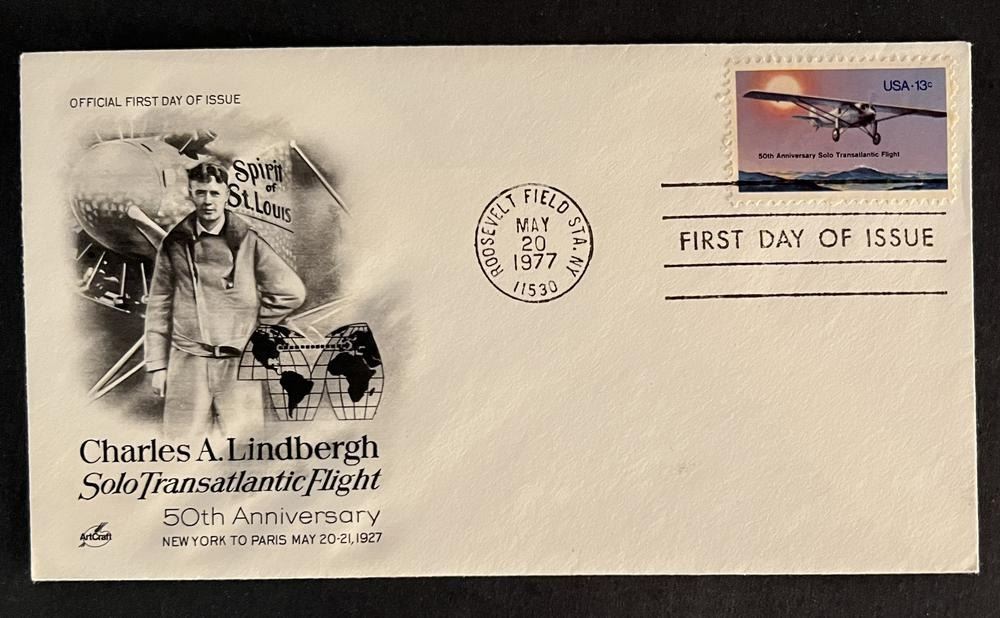 OFFICIAL FIRST DAY OF ISSUE
Spirit
of
St. Louis
Charles A. Lindbergh
Solo Transatlantic Flight
50th Anniversary
NEW YORK TO PARIS MAY 20-21, 1927
ArtCraft
ROOSEVELT FIELD STA. NY
MAY
20
1977
11530
USA·13c
50th Anniversary Solo Transatlantic Flight
FIRST DAY OF ISSUE